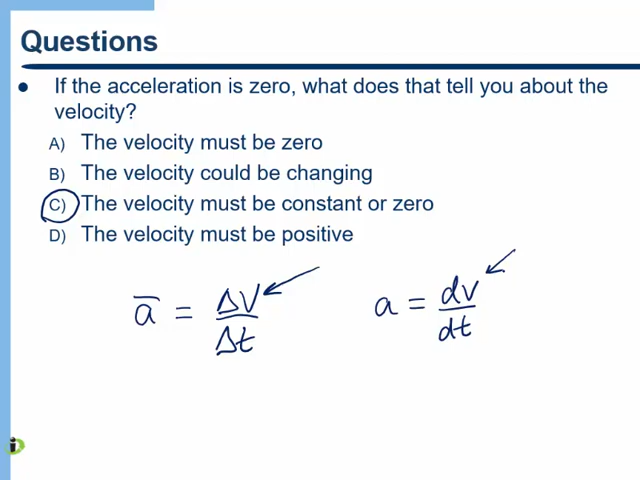 Questions
If the acceleration is zero, what does that tell you about the
velocity?
A) The velocity must be zero
B) The velocity could be changing
C) The velocity must be constant or zero
D) The velocity must be positive
a̅ = ΔV/Δt    a = dv/dt
i